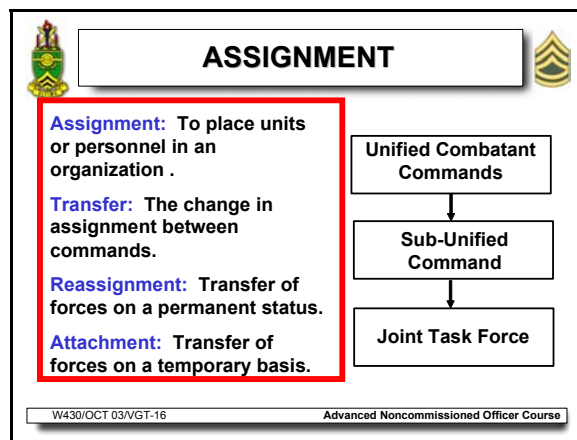 ASSIGNMENT
Assignment: To place units
or personnel in an
organization .
Transfer: The change in
assignment between
commands.
Reassignment: Transfer of
forces on a permanent status.
Attachment: Transfer of
forces on a temporary basis.
Unified Combatant
Commands
Sub-Unified
Command
Joint Task Force
W430/OCT 03/VGT-16
Advanced Noncommissioned Officer Course